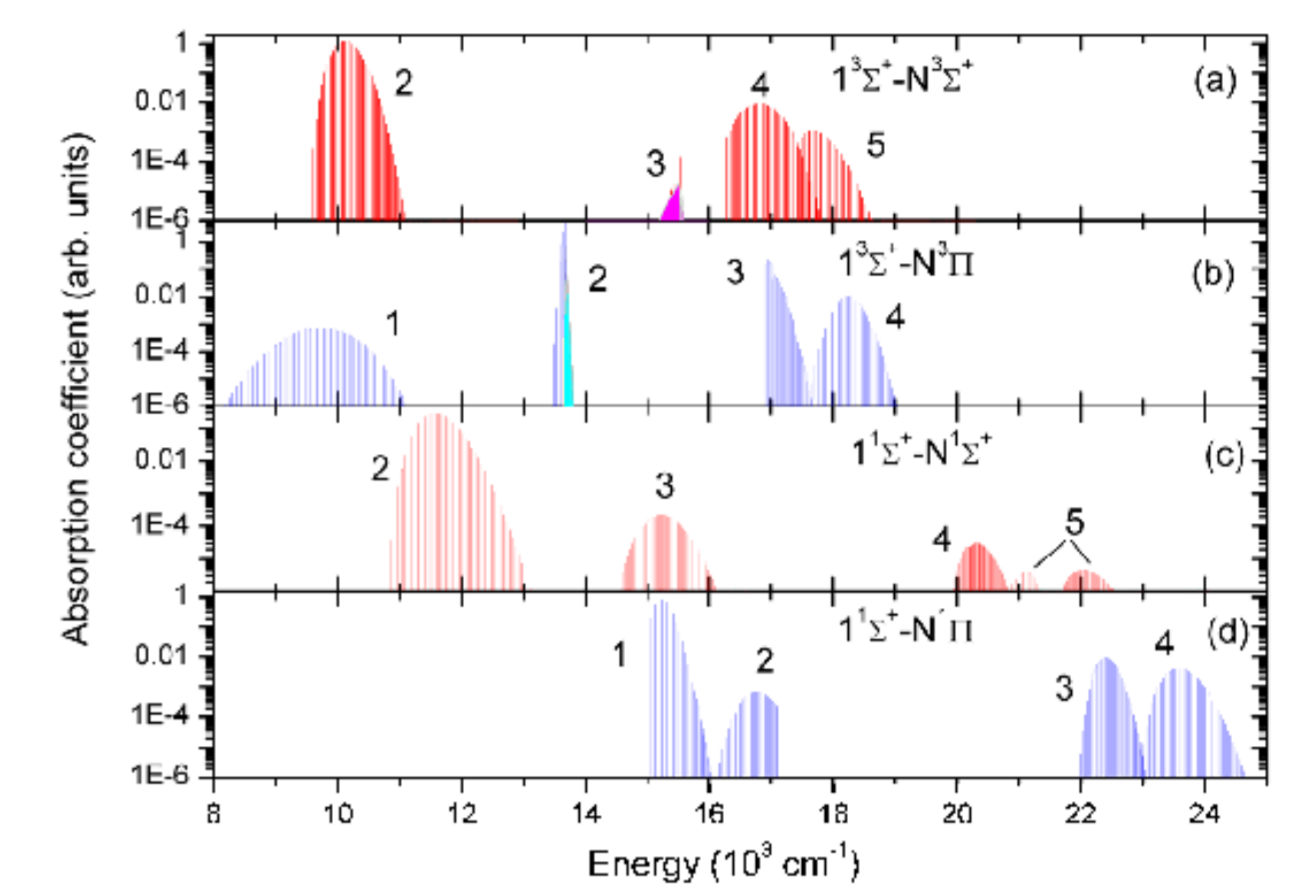 Absorption coefficient (arb. units)
1
0.01
1E-4
1E-6
2
3
4
5
1³Σ⁺-N³Σ⁺
(a)
1
0.01
1E-4
1E-6
1
2
3
4
1³Σ⁺-N³Π
(b)
0.01
1E-4
1
2
3
4
5
1¹Σ⁺-N¹Σ⁺
(c)
1
0.01
1E-4
1E-6
1
2
3
4
1¹Σ⁺-N´Π
(d)
8 10 12 14 16 18 20 22 24
Energy (10³ cm⁻¹)